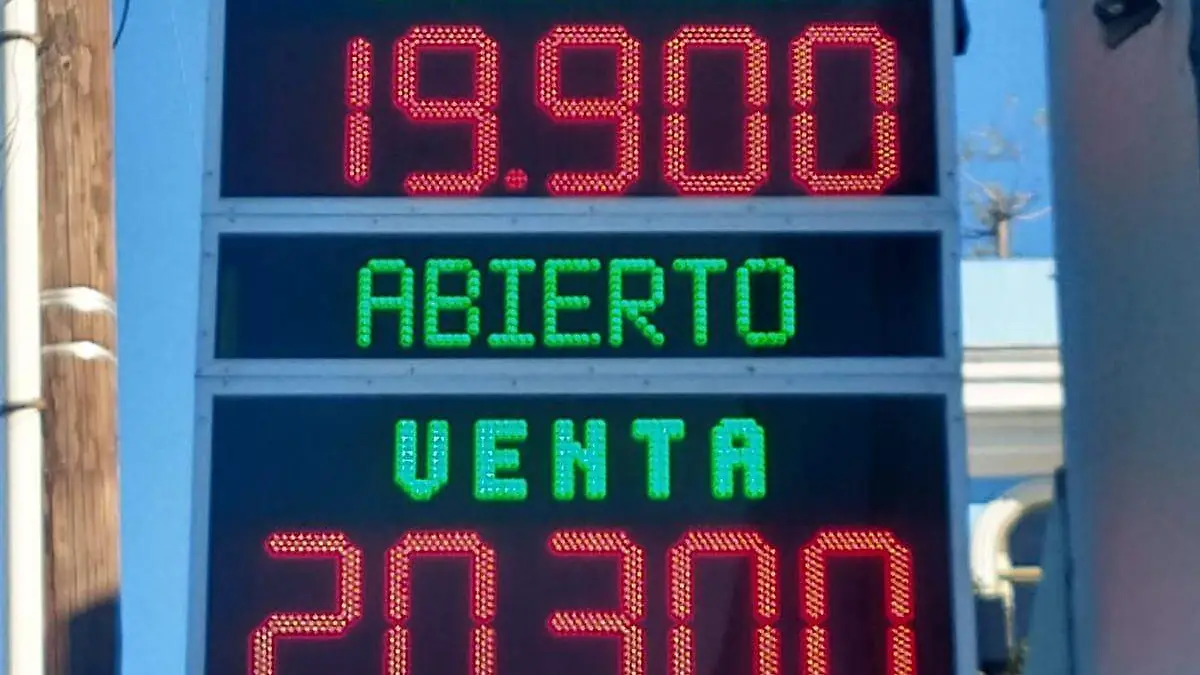 19.900
ABIERTO
VENTA
20.300